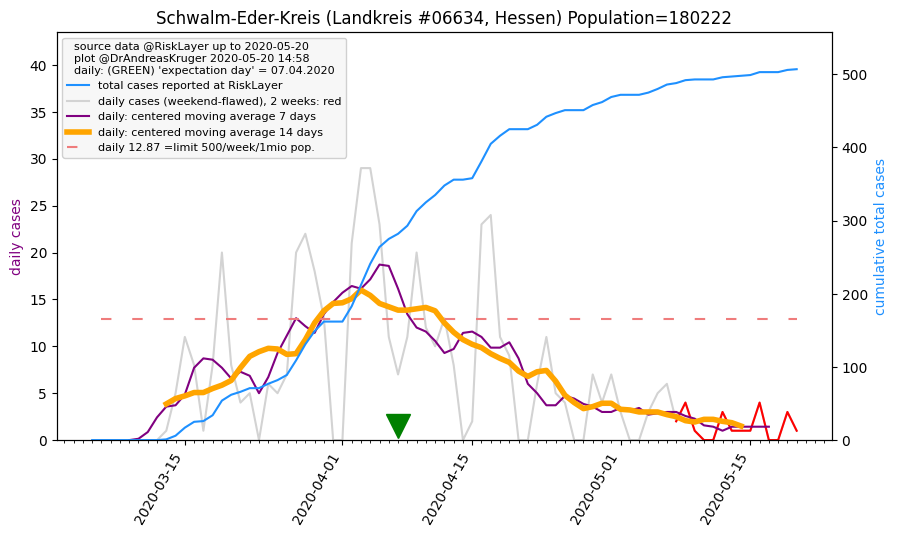 Schwalm-Eder-Kreis (Landkreis #06634, Hessen) Population=180222
source data @RiskLayer up to 2020-05-20
plot @DrAndreasKruger 2020-05-20 14:58
daily: (GREEN) 'expectation day' = 07.04.2020
total cases reported at RiskLayer
daily cases (weekend-flawed), 2 weeks: red
daily: centered moving average 7 days
daily: centered moving average 14 days
daily 12.87 =limit 500/week/1mio pop.
daily cases
40
35
30
25
20
15
10
5
0
cumulative total cases
500
400
300
200
100
0
2020-03-15
2020-04-01
2020-04-15
2020-05-01
2020-05-15